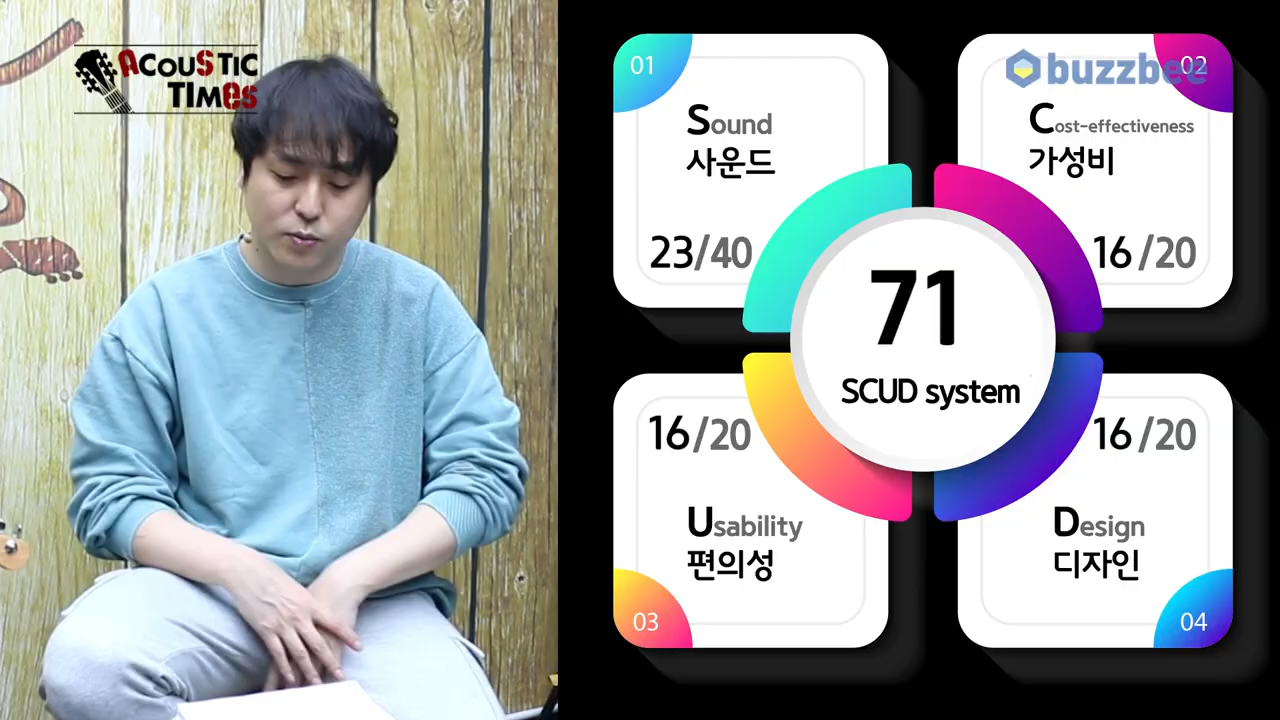 ACOUSTIC
TIMES
01
Sound
사운드
23/40
buzzbee
02
Cost-effectiveness
가성비
16/20
71
SCUD system
16/20
Usability
편의성
03
16/20
Design
디자인
04